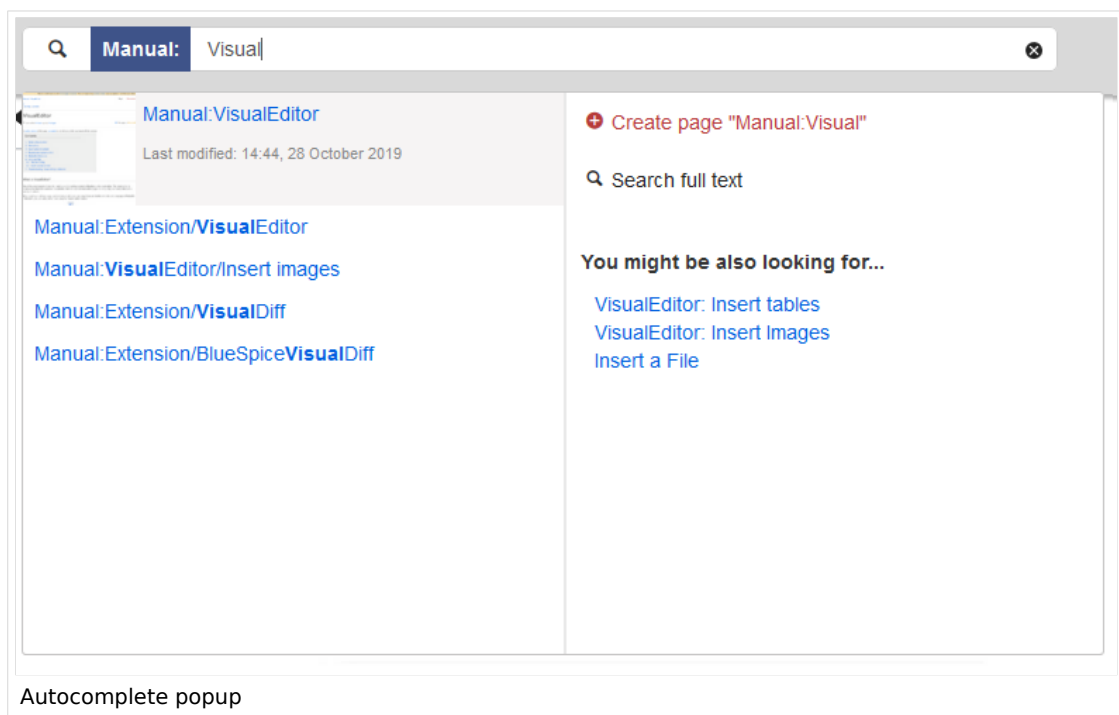 Manual: Visual
Manual:VisualEditor
Last modified: 14:44, 28 October 2019
Manual:Extension/VisualEditor
Manual:VisualEditor/Insert images
Manual:Extension/VisualDiff
Manual:Extension/BlueSpiceVisualDiff
Create page "Manual:Visual"
Search full text
You might be also looking for...
VisualEditor: Insert tables
VisualEditor: Insert Images
Insert a File
Autocomplete popup